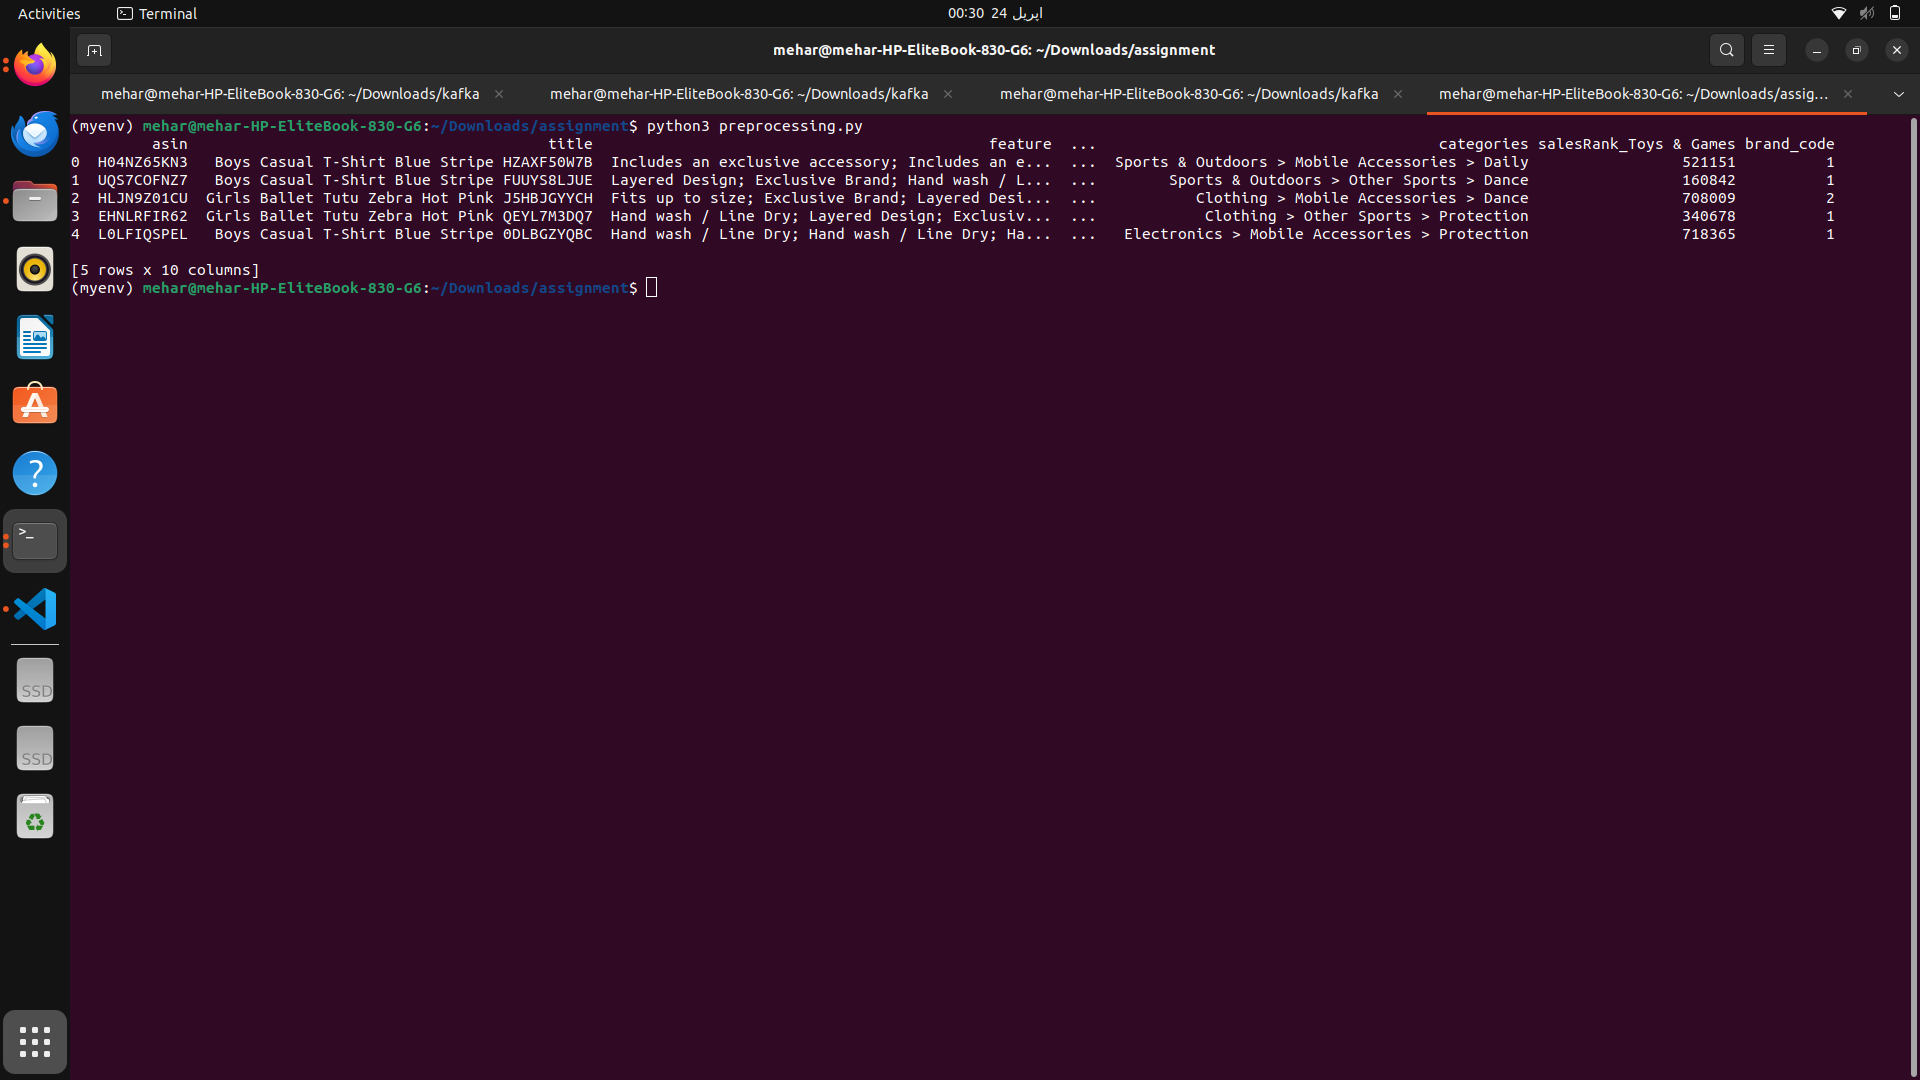 Activities
Terminal
00:30 24 اپریل
mehar@mehar-HP-EliteBook-830-G6: ~/Downloads/assignment
mehar@mehar-HP-EliteBook-830-G6: ~/Downloads/kafka
mehar@mehar-HP-EliteBook-830-G6: ~/Downloads/kafka
mehar@mehar-HP-EliteBook-830-G6: ~/Downloads/kafka
mehar@mehar-HP-EliteBook-830-G6: ~/Downloads/assig...
(myenv) mehar@mehar-HP-EliteBook-830-G6:~/Downloads/assignment$ python3 preprocessing.py
asin title feature ... categories salesRank_Toys & Games brand_code
0 H04NZ65KN3 Boys Casual T-Shirt Blue Stripe HZAXF50W7B Includes an exclusive accessory; Includes an e... ... Sports & Outdoors > Mobile Accessories > Daily 521151 1
1 UQS7COFNZ7 Boys Casual T-Shirt Blue Stripe FUUYS8LJUE Layered Design; Exclusive Brand; Hand wash / L... ... Sports & Outdoors > Other Sports > Dance 160842 1
2 HLJN9Z01CU Girls Ballet Tutu Zebra Hot Pink J5HBJGYYCH Fits up to size; Exclusive Brand; Layered Desi... ... Clothing > Mobile Accessories > Dance 708009 2
3 EHNLRFIR62 Girls Ballet Tutu Zebra Hot Pink QEYL7M3DQ7 Hand wash / Line Dry; Layered Design; Exclusiv... ... Clothing > Other Sports > Protection 340678 1
4 L0LFIQSPEL Boys Casual T-Shirt Blue Stripe 0DLBGZYQBC Hand wash / Line Dry; Hand wash / Line Dry; Ha... ... Electronics > Mobile Accessories > Protection 718365 1
[5 rows x 10 columns]
(myenv) mehar@mehar-HP-EliteBook-830-G6:~/Downloads/assignment$
SSD
SSD